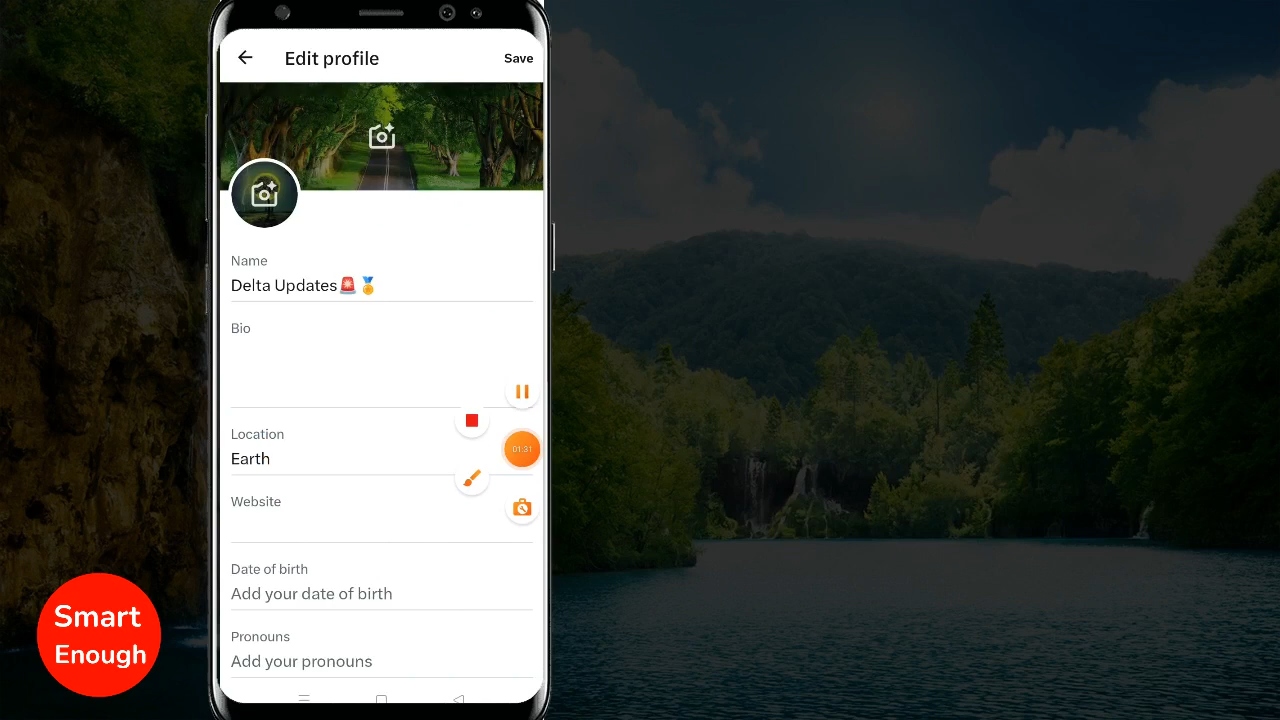 Edit profile
Save
Name
Delta Updates🚨🏅
Bio
Location
Earth
01:31
Website
Date of birth
Add your date of birth
Pronouns
Add your pronouns
Smart
Enough